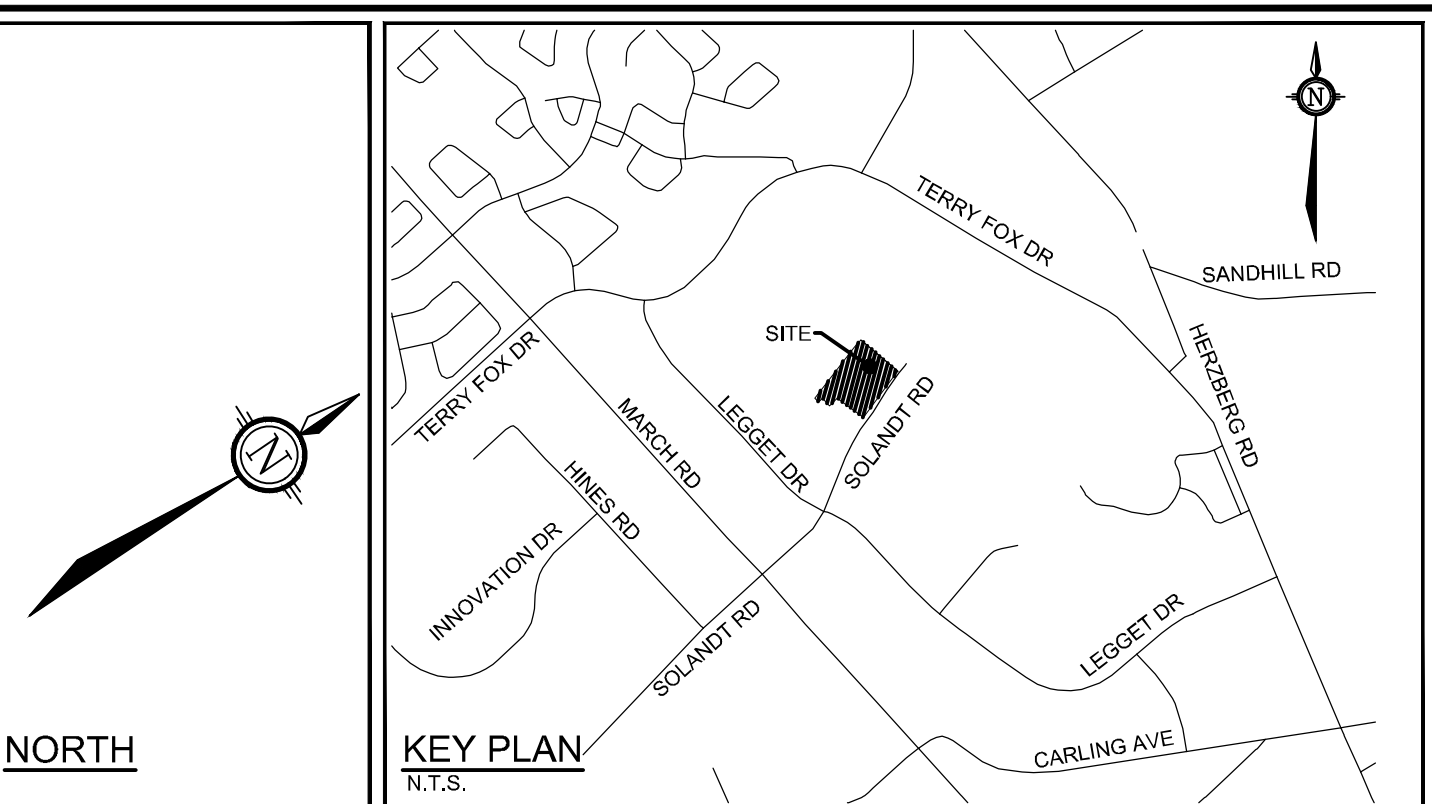 N
NORTH
N
TERRY FOX DR
SANDHILL RD
SITE
HERZBERG RD
TERRY FOX DR
MARCH RD
LEGGET DR
SOLANDT RD
HINES RD
INNOVATION DR
SOLANDT RD
LEGGET DR
CARLING AVE
KEY PLAN
N.T.S.